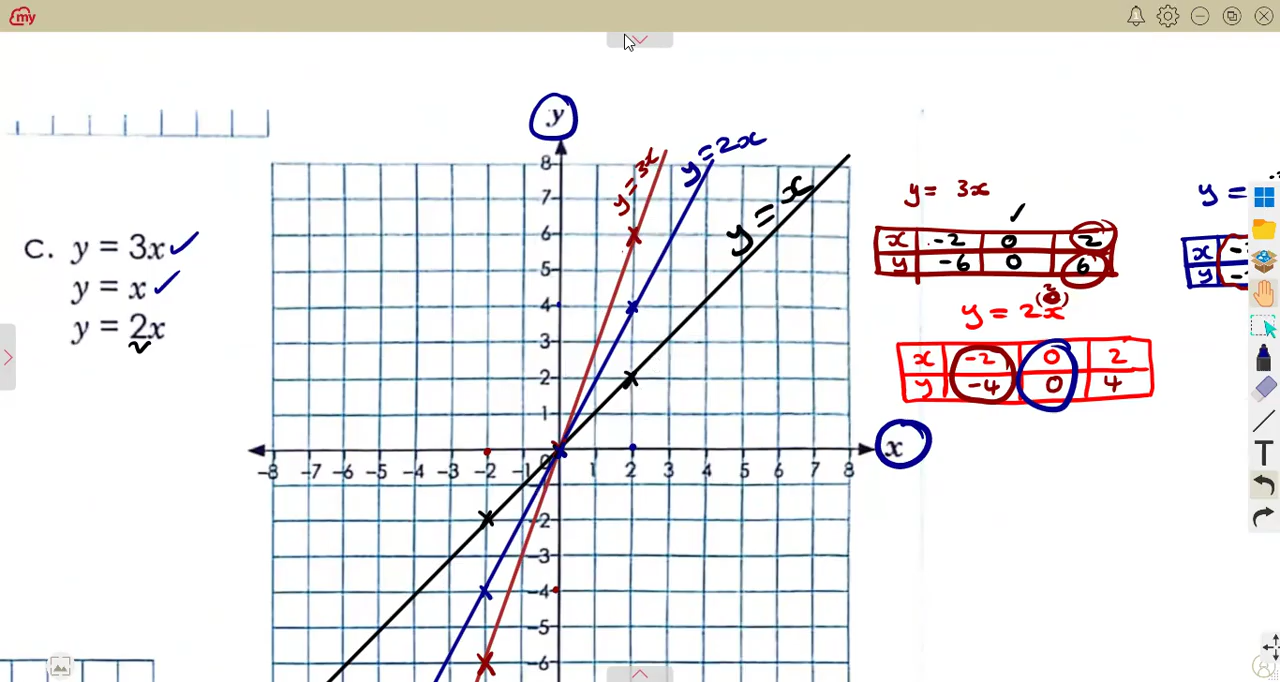 my
y
y = 3x
y = 2x
y = x
C. y = 3x ✓
y = x ✓
y = 2x
8
7
6
5
4
3
2
1
-8 -7 -6 -5 -4 -3 -2 -1 0 1 2 3 4 5 6 7 8 x
-2
-3
-4
-5
-6
y = 3x
x -2 0 2
y -6 0 6
y = 2x
x -2 0 2
y -4 0 4
y =
x
y
T